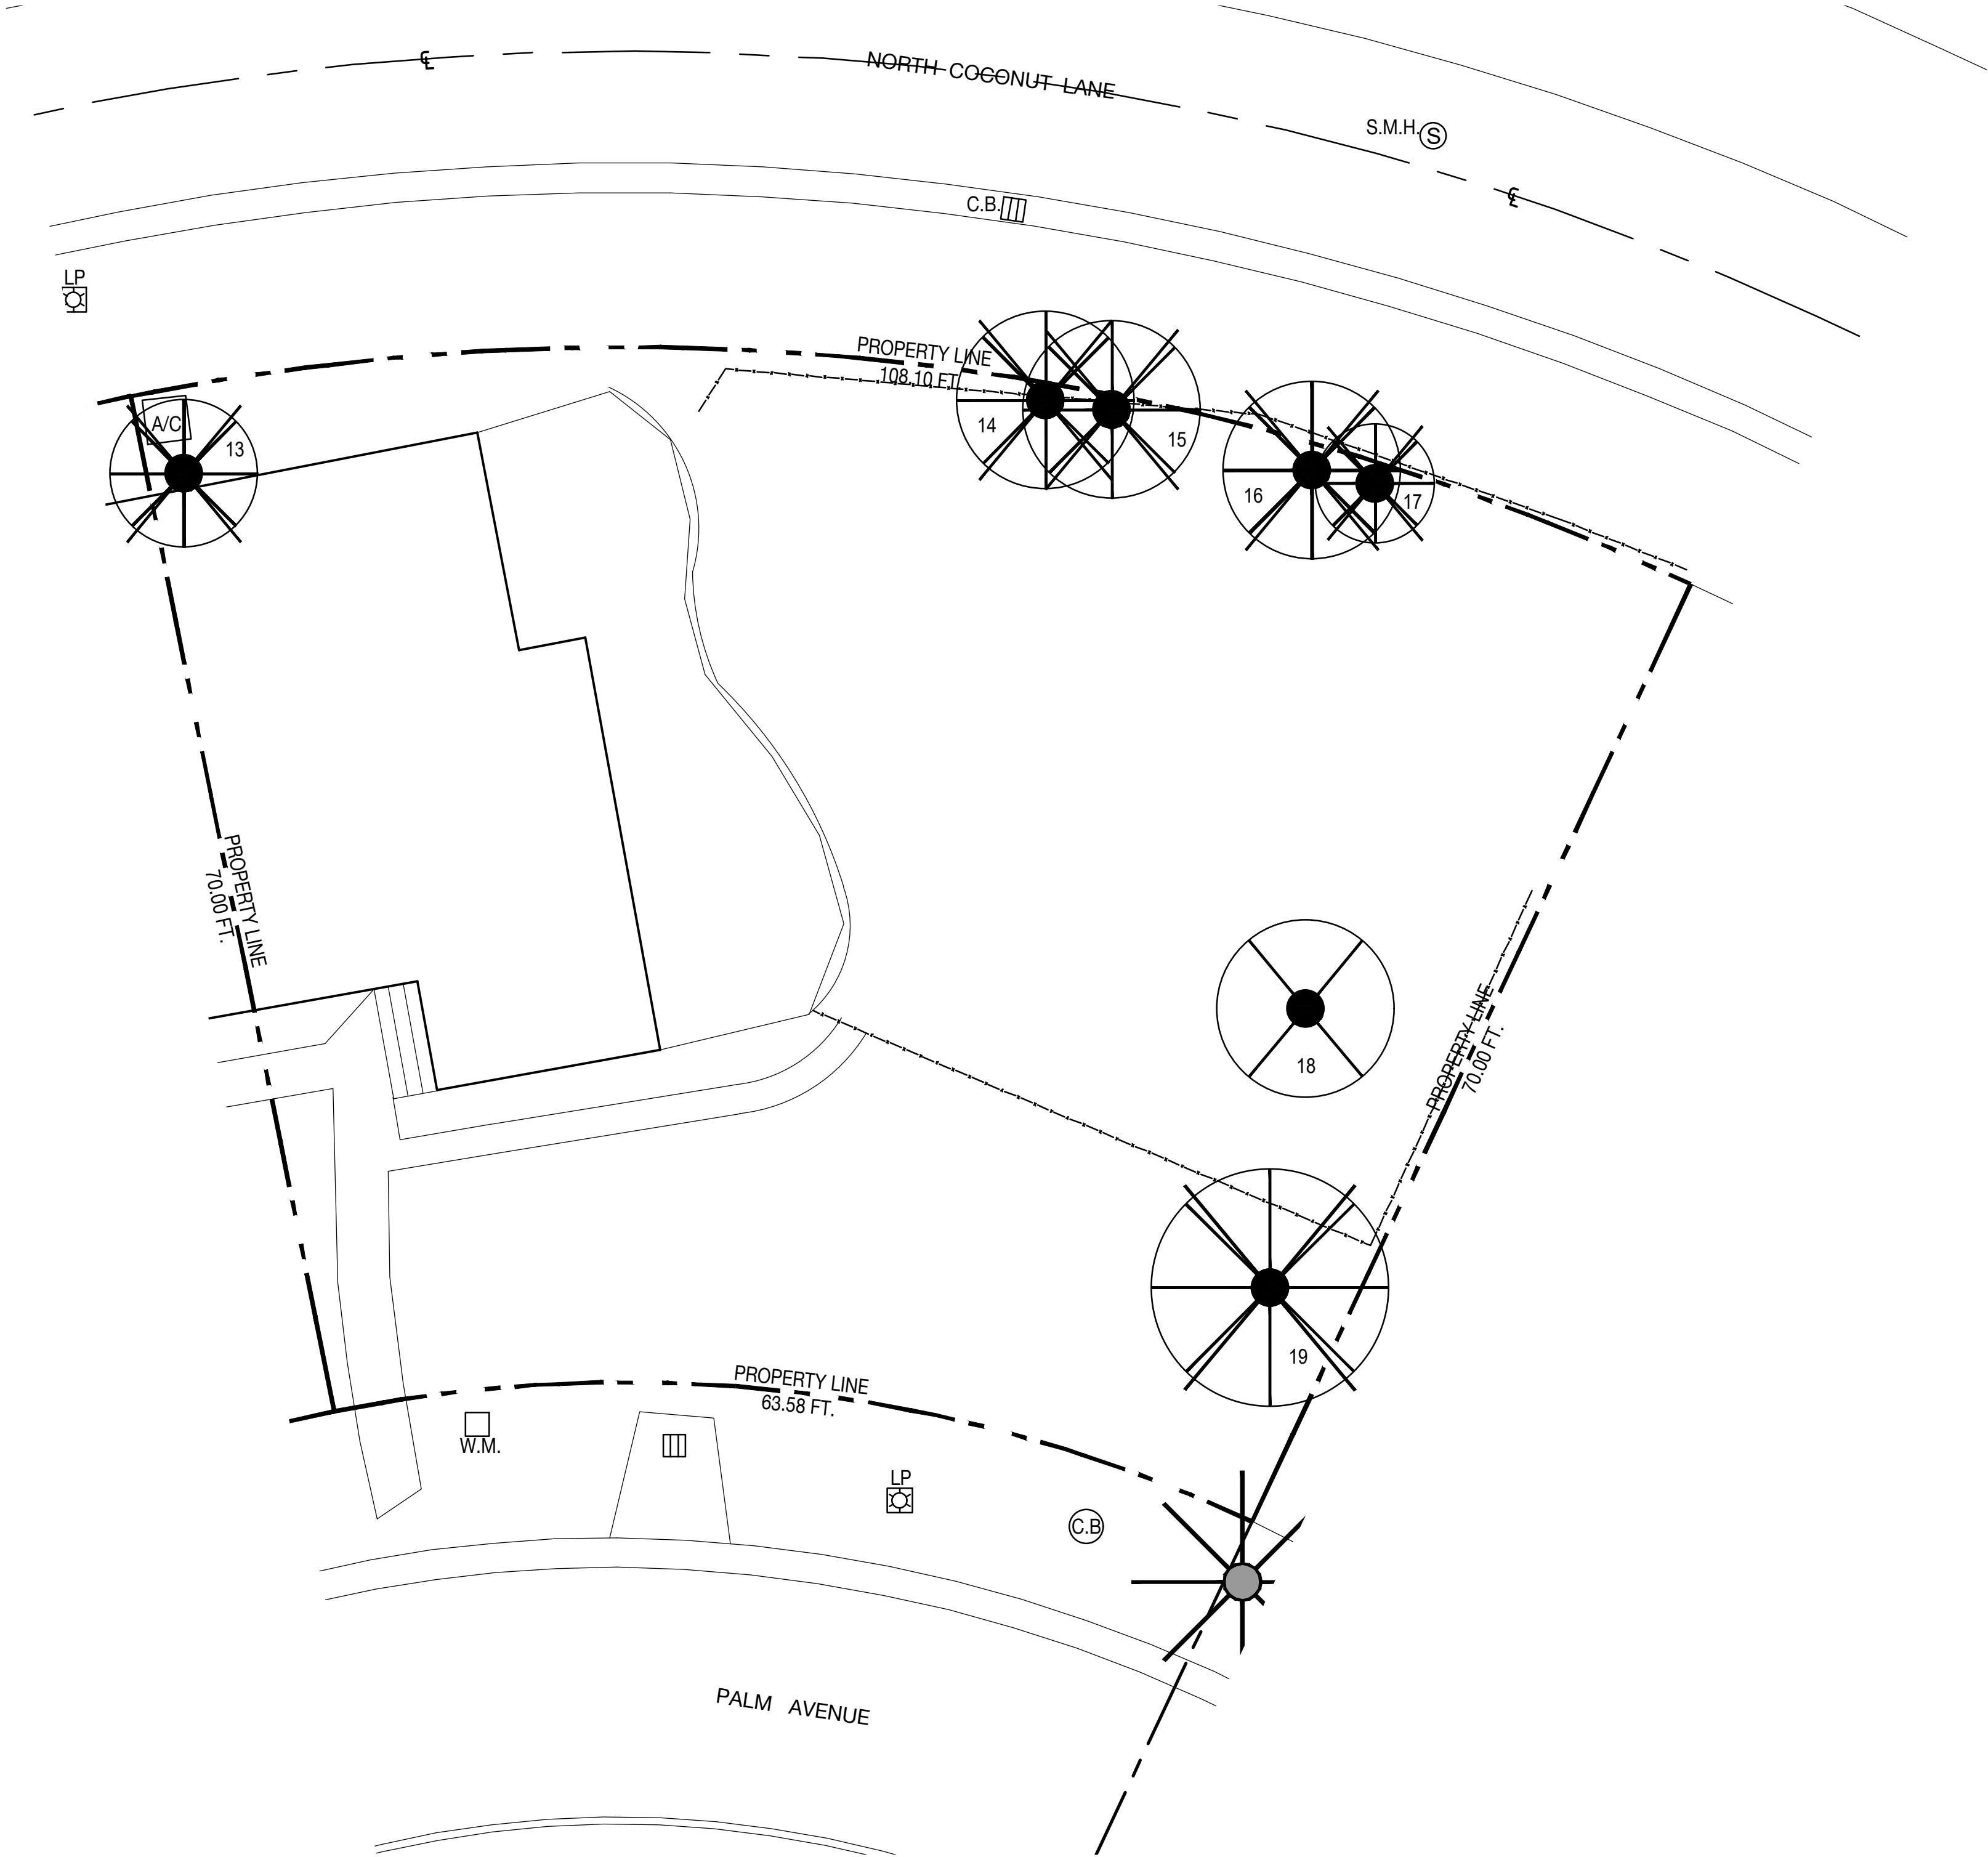 ℄
NORTH COCONUT LANE
S.M.H. S
℄
C.B.
LP
PROPERTY LINE
108.10 FT.
A/C
13
14
15
16
17
PROPERTY LINE
70.00 FT.
18
PROPERTY LINE
70.00 FT.
19
PROPERTY LINE
63.58 FT.
W.M.
LP
C.B
PALM AVENUE